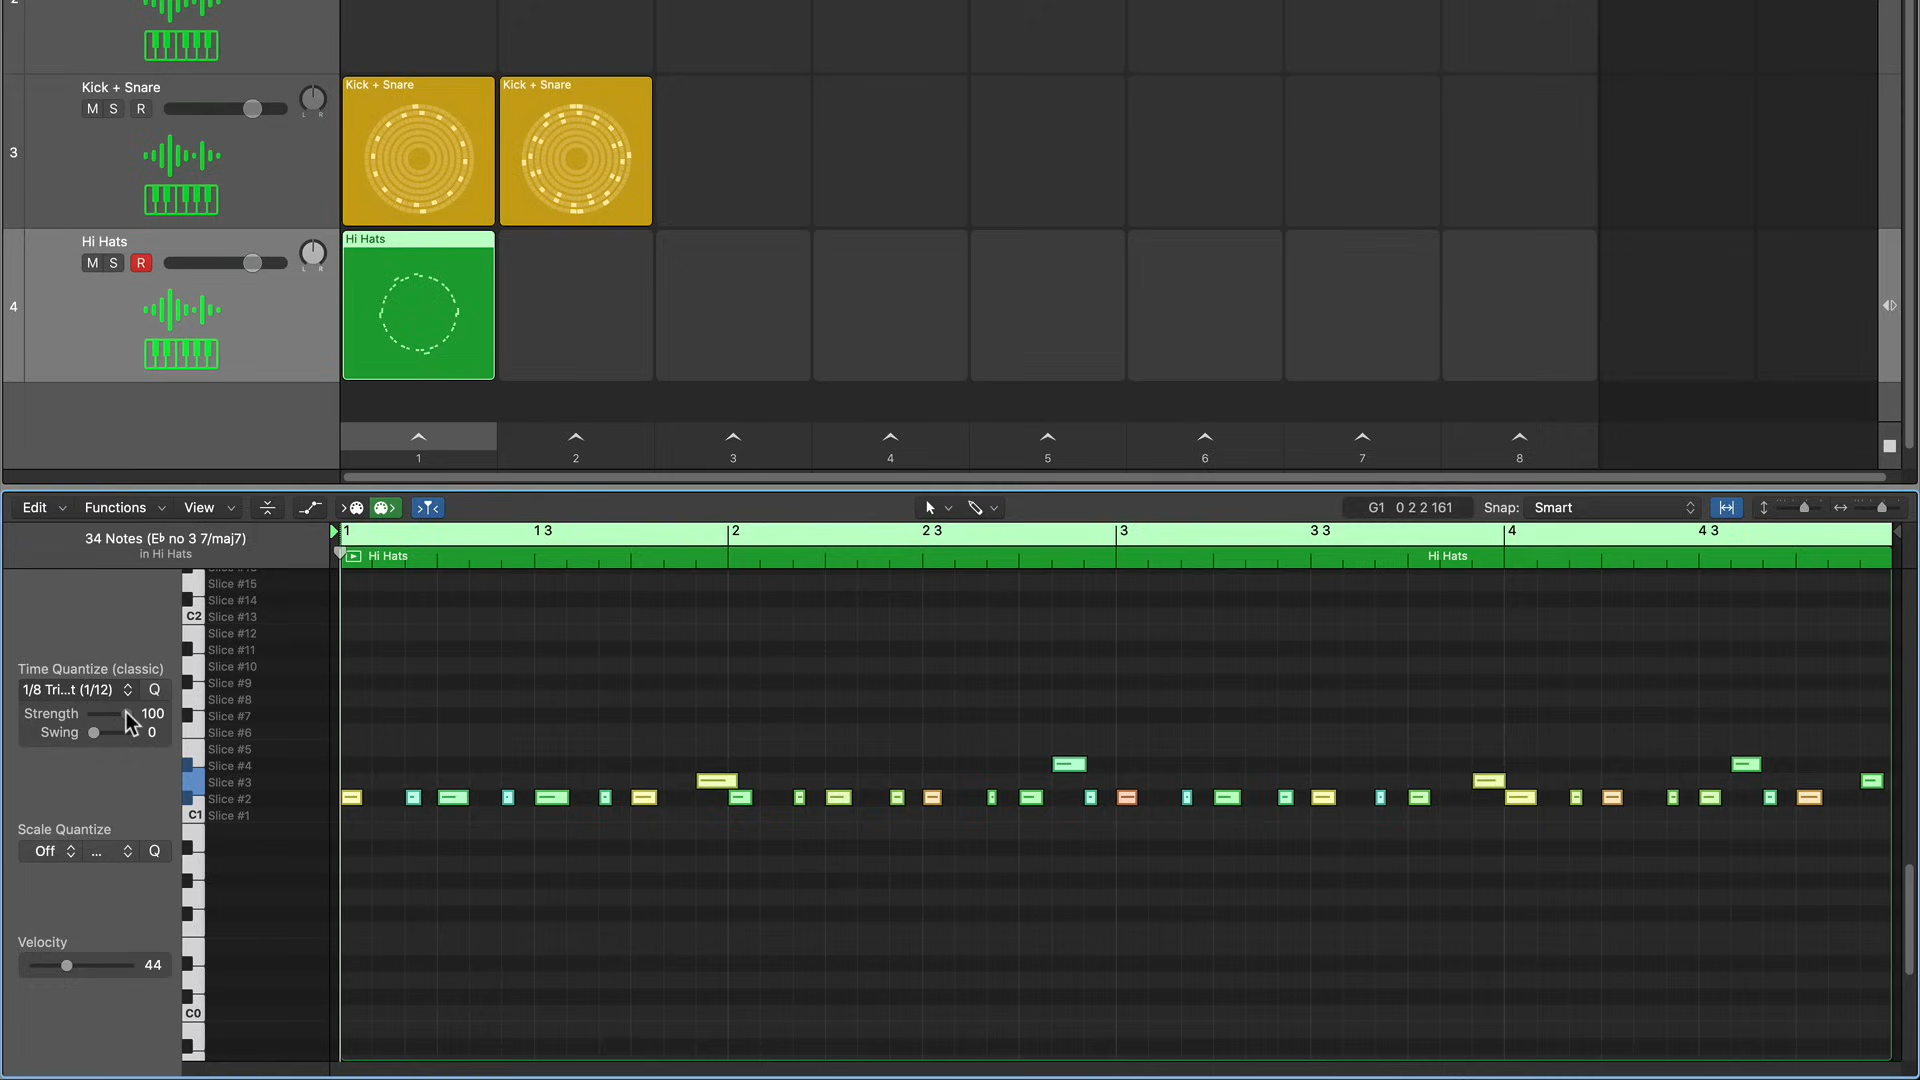 2
Kick + Snare
M S R
L R
3
Kick + Snare
Kick + Snare
Hi Hats
M S R
L R
4
Hi Hats
1 2 3 4 5 6 7 8
Edit Functions View
G1 0 2 2 161
Snap: Smart
34 Notes (E♭ no 3 7/maj7)
in Hi Hats
1 1 3 2 2 3 3 3 3 4 4 3
Hi Hats
Hi Hats
Slice #15
Slice #14
C2 Slice #13
Slice #12
Slice #11
Slice #10
Slice #9
Slice #8
Slice #7
Slice #6
Slice #5
Slice #4
Slice #3
Slice #2
C1 Slice #1
C0
Time Quantize (classic)
1/8 Tri...t (1/12) Q
Strength 100
Swing 0
Scale Quantize
Off ... Q
Velocity
44